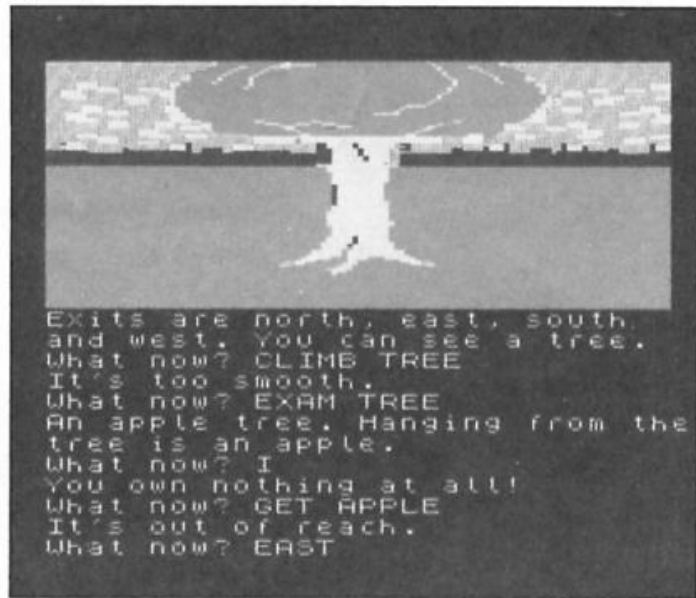 Exits are north, east, south
and west. You can see a tree.
What now? CLIMB TREE
It's too smooth.
What now? EXAM TREE
An apple tree. Hanging from the
tree is an apple.
What now? I
You own nothing at all!
What now? GET APPLE
It's out of reach.
What now? EAST